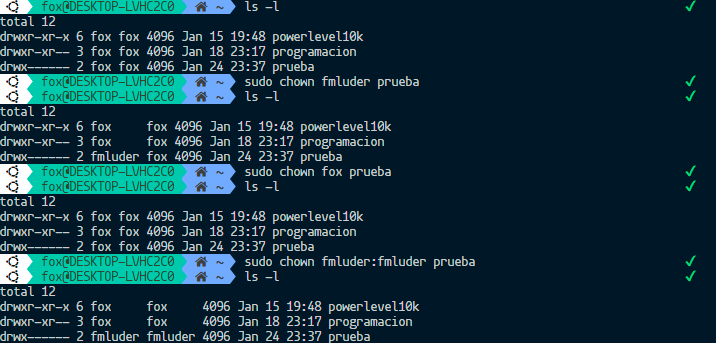 fox@DESKTOP-LVHC2C0 ~ ls -l ✔
total 12
drwxr-xr-x 6 fox fox 4096 Jan 15 19:48 powerlevel10k
drwxr-xr-- 3 fox fox 4096 Jan 18 23:17 programacion
drwx------ 2 fox fox 4096 Jan 24 23:37 prueba
fox@DESKTOP-LVHC2C0 ~ sudo chown fmluder prueba ✔
fox@DESKTOP-LVHC2C0 ~ ls -l ✔
total 12
drwxr-xr-x 6 fox     fox 4096 Jan 15 19:48 powerlevel10k
drwxr-xr-- 3 fox     fox 4096 Jan 18 23:17 programacion
drwx------ 2 fmluder fox 4096 Jan 24 23:37 prueba
fox@DESKTOP-LVHC2C0 ~ sudo chown fox prueba ✔
fox@DESKTOP-LVHC2C0 ~ ls -l ✔
total 12
drwxr-xr-x 6 fox fox 4096 Jan 15 19:48 powerlevel10k
drwxr-xr-- 3 fox fox 4096 Jan 18 23:17 programacion
drwx------ 2 fox fox 4096 Jan 24 23:37 prueba
fox@DESKTOP-LVHC2C0 ~ sudo chown fmluder:fmluder prueba ✔
fox@DESKTOP-LVHC2C0 ~ ls -l ✔
total 12
drwxr-xr-x 6 fox     fox     4096 Jan 15 19:48 powerlevel10k
drwxr-xr-- 3 fox     fox     4096 Jan 18 23:17 programacion
drwx------ 2 fmluder fmluder 4096 Jan 24 23:37 prueba